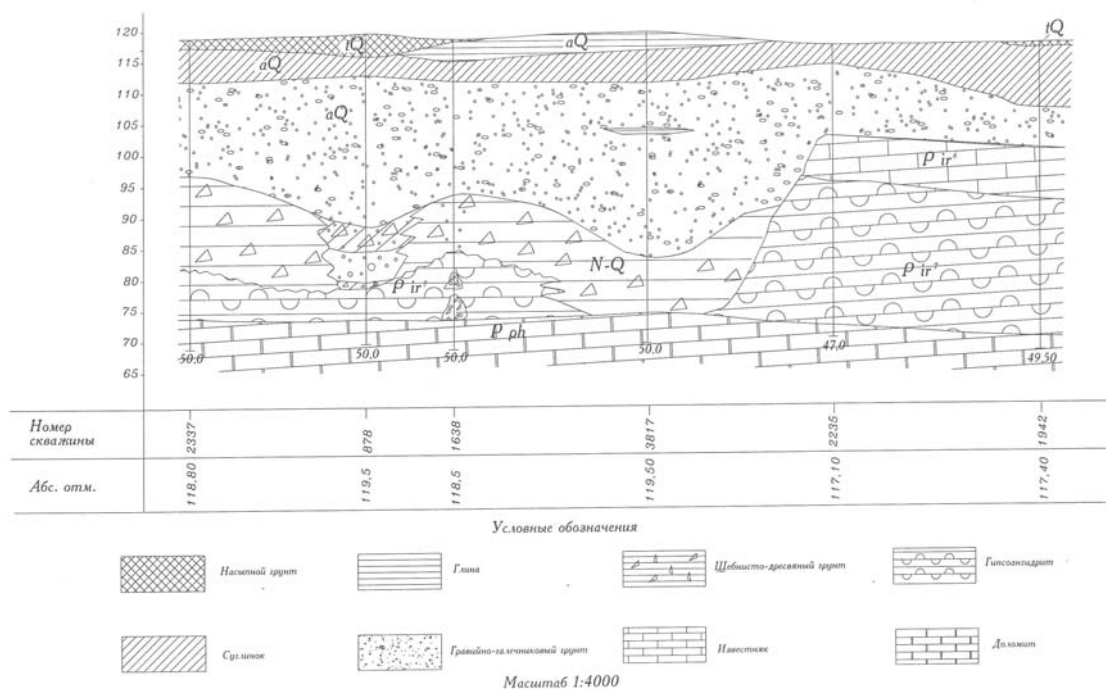 120
115
110
105
100
95
90
85
80
75
70
65
tQ
aQ
tQ
aQ
aQ
P ir⁶
N-Q
P ir⁷
P ir⁷
P ph
50,0
50,0
50,0
50,0
47,0
49,50
Номер
скважины
2337
878
1638
3817
2235
1942
Абс. отм.
118,80
119,5
118,5
119,50
117,10
117,40
Условные обозначения
Насыпной грунт
Глина
Щебнисто-дресвяный грунт
Гипсоангидрит
Суглинок
Гравийно-галечниковый грунт
Известняк
Доломит
Масштаб 1:4000